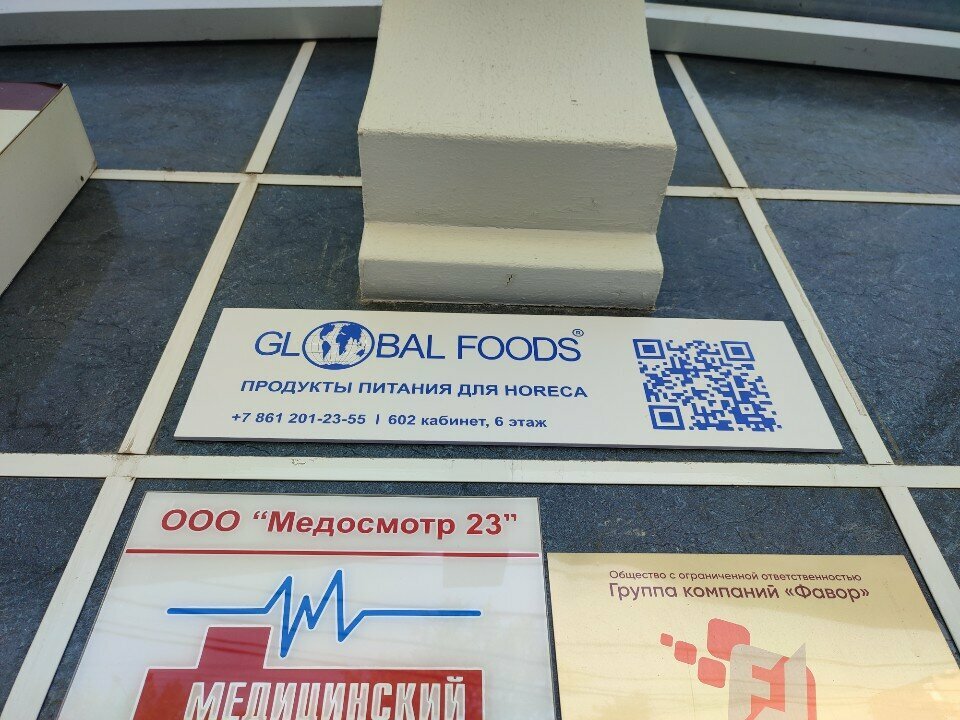 GLOBAL FOODS®
ПРОДУКТЫ ПИТАНИЯ ДЛЯ HORECA
+7 861 201-23-55 | 602 кабинет, 6 этаж
ООО “Медосмотр 23”
МЕДИЦИНСКИЙ
Общество с ограниченной ответственностью
Группа компаний «Фавор»